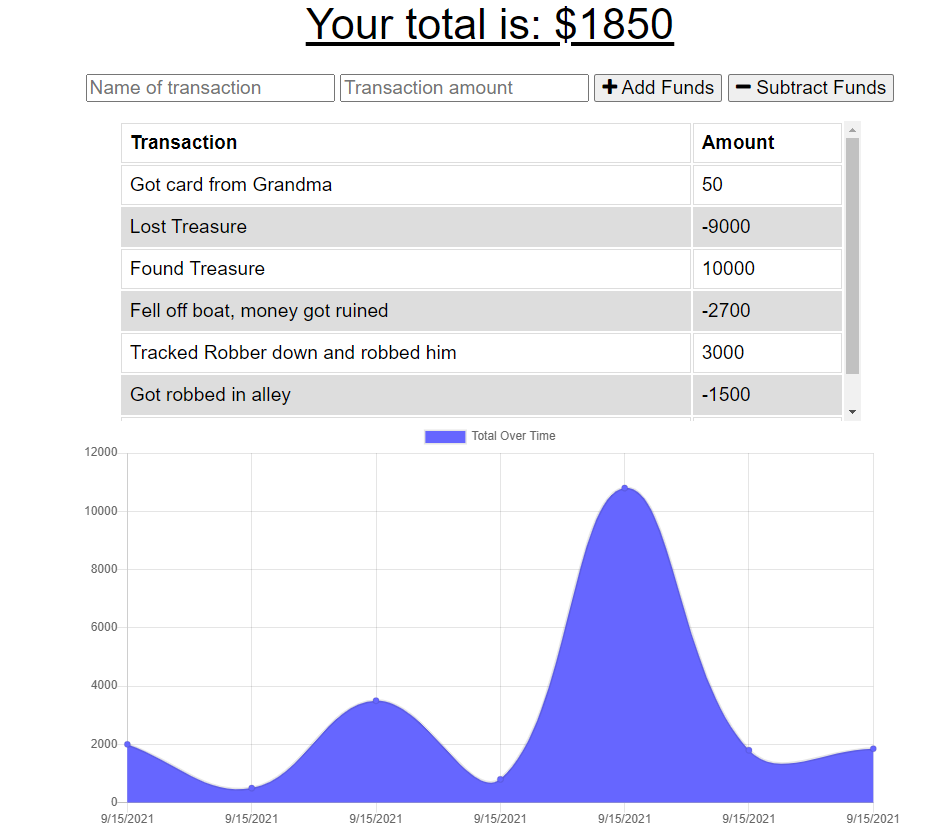 Your total is: $1850
Name of transaction Transaction amount + Add Funds − Subtract Funds
Transaction Amount
Got card from Grandma 50
Lost Treasure -9000
Found Treasure 10000
Fell off boat, money got ruined -2700
Tracked Robber down and robbed him 3000
Got robbed in alley -1500
Total Over Time
12000
10000
8000
6000
4000
2000
0
9/15/2021 9/15/2021 9/15/2021 9/15/2021 9/15/2021 9/15/2021 9/15/2021